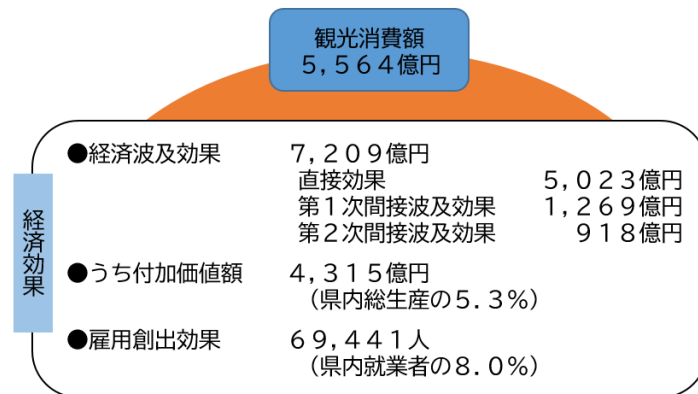 観光消費額
５,５６４億円
●経済波及効果 ７,２０９億円
直接効果 ５,０２３億円
第１次間接波及効果 １,２６９億円
第２次間接波及効果 ９１８億円
経済効果
●うち付加価値額 ４,３１５億円
（県内総生産の５.３％）
●雇用創出効果 ６９,４４１人
（県内就業者の８.０％）